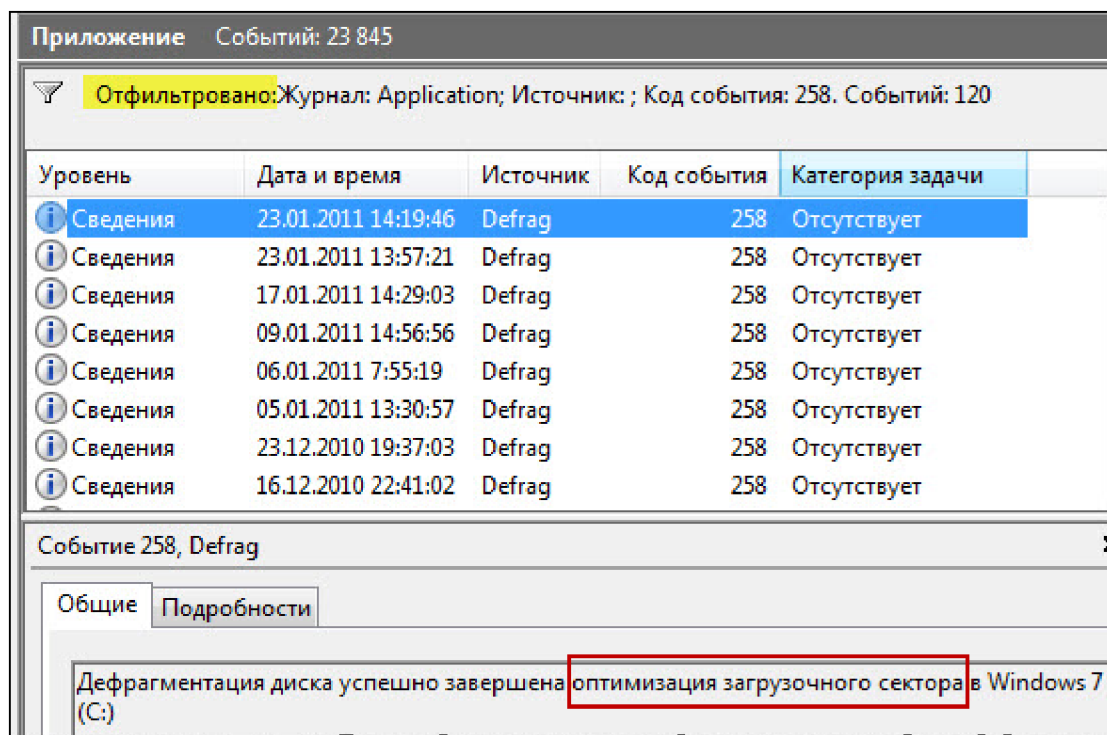 Приложение Событий: 23 845
Отфильтровано:Журнал: Application; Источник: ; Код события: 258. Событий: 120
Уровень Дата и время Источник Код события Категория задачи
Сведения 23.01.2011 14:19:46 Defrag 258 Отсутствует
Сведения 23.01.2011 13:57:21 Defrag 258 Отсутствует
Сведения 17.01.2011 14:29:03 Defrag 258 Отсутствует
Сведения 09.01.2011 14:56:56 Defrag 258 Отсутствует
Сведения 06.01.2011 7:55:19 Defrag 258 Отсутствует
Сведения 05.01.2011 13:30:57 Defrag 258 Отсутствует
Сведения 23.12.2010 19:37:03 Defrag 258 Отсутствует
Сведения 16.12.2010 22:41:02 Defrag 258 Отсутствует
Событие 258, Defrag
Общие Подробности
Дефрагментация диска успешно завершена оптимизация загрузочного сектора в Windows 7
(C:)